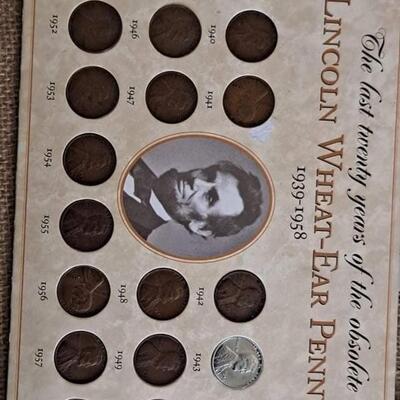 The last twenty years of the obsolete
LINCOLN WHEAT-EAR PENN
1939-1958
1940 1941 1942 1943
1946 1947 1948 1949
1952 1953 1954 1955 1956 1957